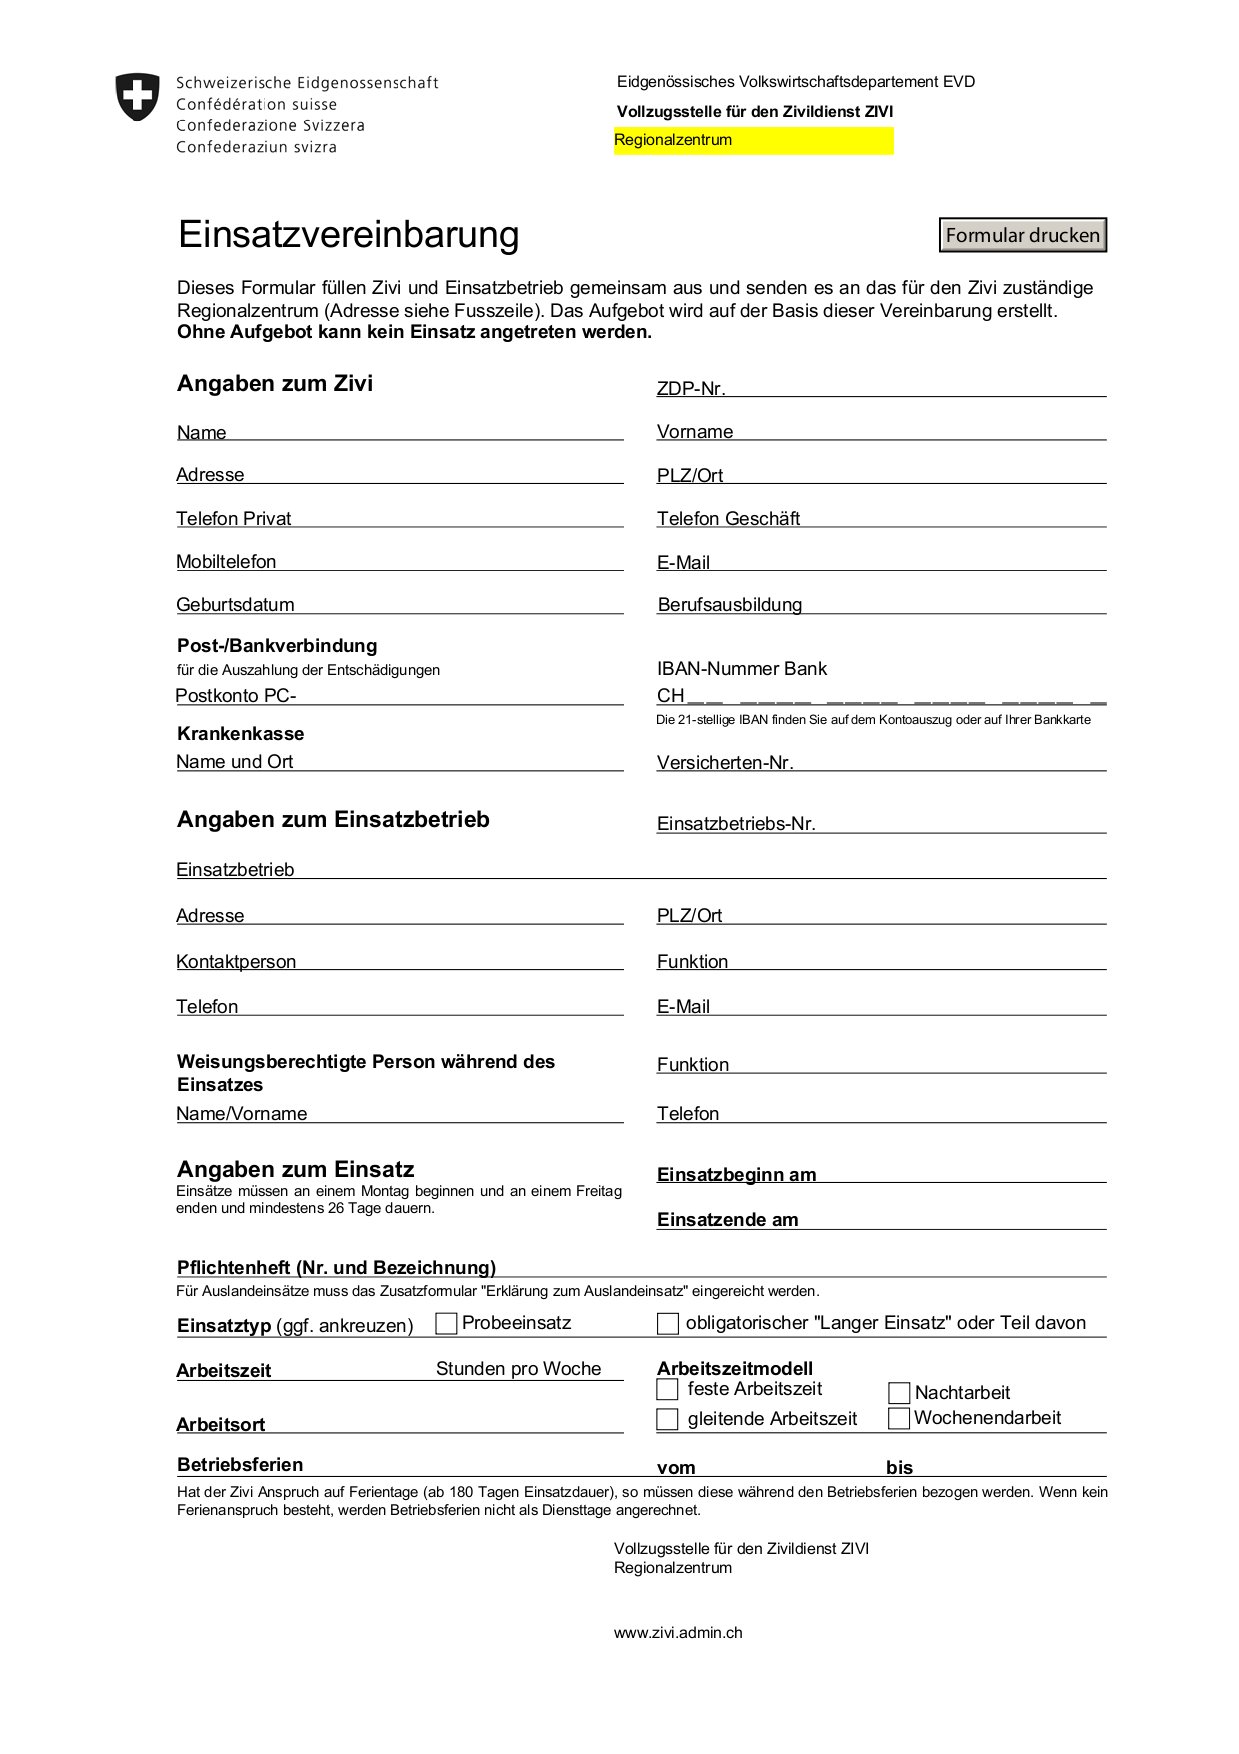 Schweizerische Eidgenossenschaft
Confédération suisse
Confederazione Svizzera
Confederaziun svizra
Eidgenössisches Volkswirtschaftsdepartement EVD
Vollzugsstelle für den Zivildienst ZIVI
Regionalzentrum
Einsatzvereinbarung
Formular drucken
Dieses Formular füllen Zivi und Einsatzbetrieb gemeinsam aus und senden es an das für den Zivi zuständige
Regionalzentrum (Adresse siehe Fusszeile). Das Aufgebot wird auf der Basis dieser Vereinbarung erstellt.
Ohne Aufgebot kann kein Einsatz angetreten werden.
Angaben zum Zivi
ZDP-Nr.
Name
Vorname
Adresse
PLZ/Ort
Telefon Privat
Telefon Geschäft
Mobiltelefon
E-Mail
Geburtsdatum
Berufsausbildung
Post-/Bankverbindung
für die Auszahlung der Entschädigungen
IBAN-Nummer Bank
Postkonto PC-
CH__ ____ ____ ____ ____ _
Die 21-stellige IBAN finden Sie auf dem Kontoauszug oder auf Ihrer Bankkarte
Krankenkasse
Name und Ort
Versicherten-Nr.
Angaben zum Einsatzbetrieb
Einsatzbetriebs-Nr.
Einsatzbetrieb
Adresse
PLZ/Ort
Kontaktperson
Funktion
Telefon
E-Mail
Weisungsberechtigte Person während des
Einsatzes
Funktion
Name/Vorname
Telefon
Angaben zum Einsatz
Einsätze müssen an einem Montag beginnen und an einem Freitag
enden und mindestens 26 Tage dauern.
Einsatzbeginn am
Einsatzende am
Pflichtenheft (Nr. und Bezeichnung)
Für Auslandeinsätze muss das Zusatzformular "Erklärung zum Auslandeinsatz" eingereicht werden.
Einsatztyp (ggf. ankreuzen) Probeeinsatz obligatorischer "Langer Einsatz" oder Teil davon
Arbeitszeit Stunden pro Woche
Arbeitszeitmodell
feste Arbeitszeit Nachtarbeit
gleitende Arbeitszeit Wochenendarbeit
Arbeitsort
Betriebsferien vom bis
Hat der Zivi Anspruch auf Ferientage (ab 180 Tagen Einsatzdauer), so müssen diese während den Betriebsferien bezogen werden. Wenn kein
Ferienanspruch besteht, werden Betriebsferien nicht als Diensttage angerechnet.
Vollzugsstelle für den Zivildienst ZIVI
Regionalzentrum
www.zivi.admin.ch